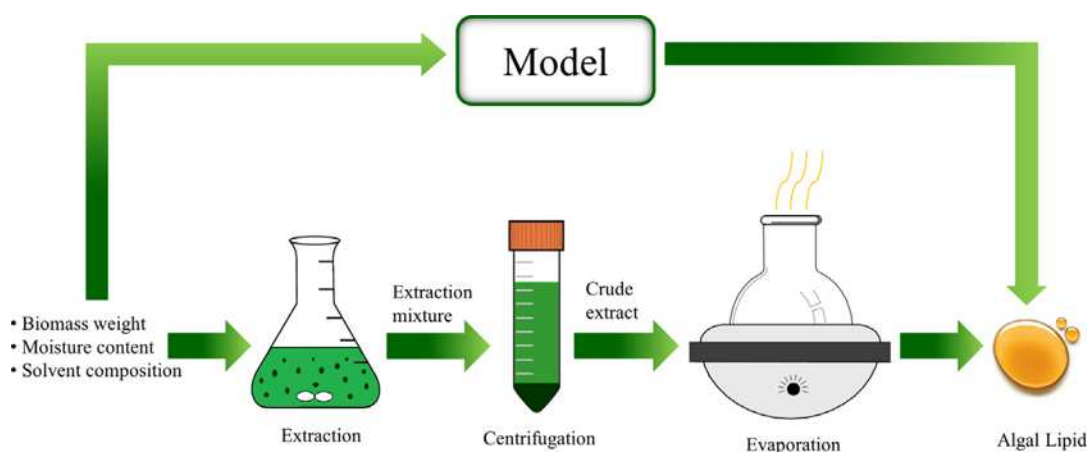 Model
• Biomass weight
• Moisture content
• Solvent composition
Extraction
mixture
Crude
extract
Extraction
Centrifugation
Evaporation
Algal Lipid